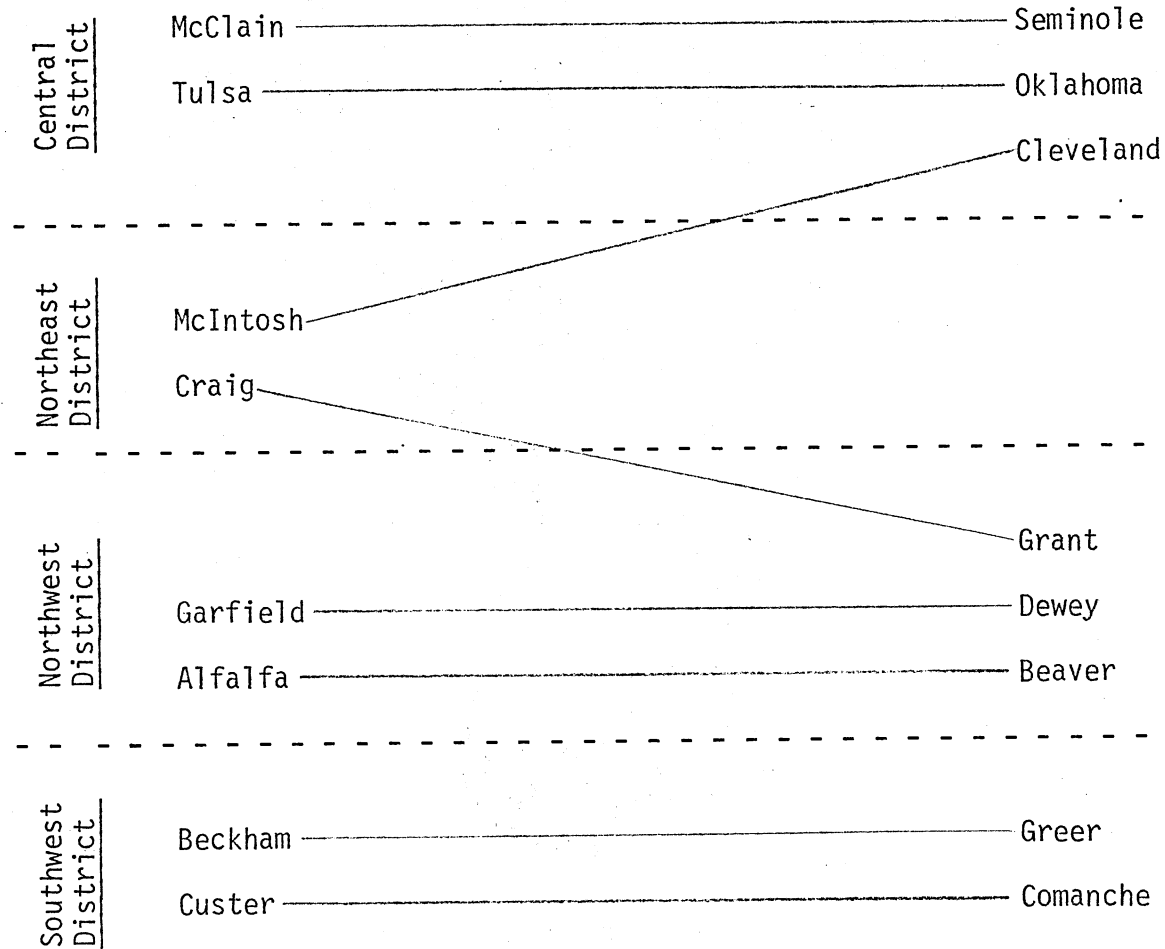 Central
District
McClain Seminole
Tulsa Oklahoma
Cleveland
Northeast
District
McIntosh
Craig
Northwest
District
Grant
Garfield Dewey
Alfalfa Beaver
Southwest
District
Beckham Greer
Custer Comanche